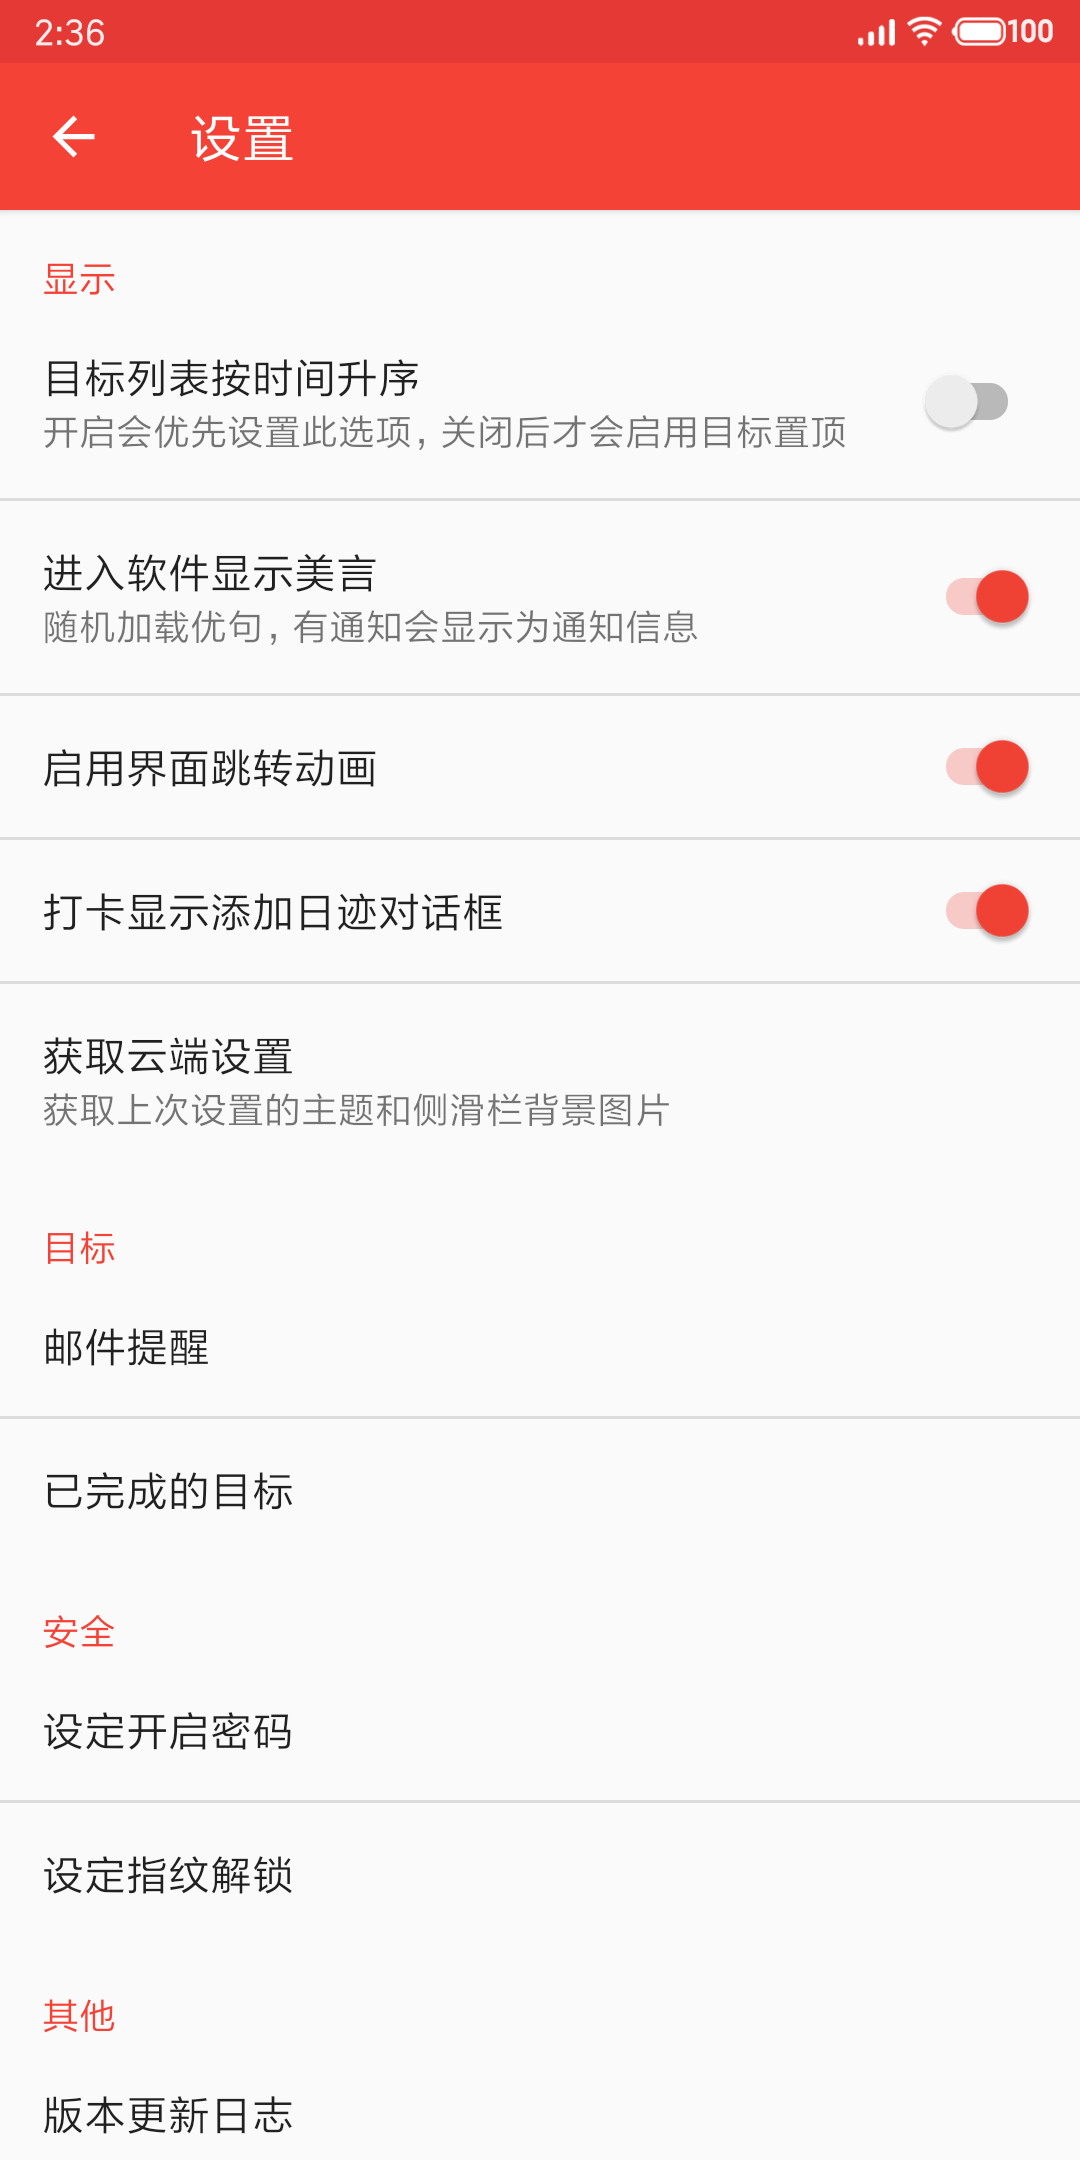 2:36
100
设置
显示
目标列表按时间升序
开启会优先设置此选项，关闭后才会启用目标置顶
进入软件显示美言
随机加载优句，有通知会显示为通知信息
启用界面跳转动画
打卡显示添加日迹对话框
获取云端设置
获取上次设置的主题和侧滑栏背景图片
目标
邮件提醒
已完成的目标
安全
设定开启密码
设定指纹解锁
其他
版本更新日志